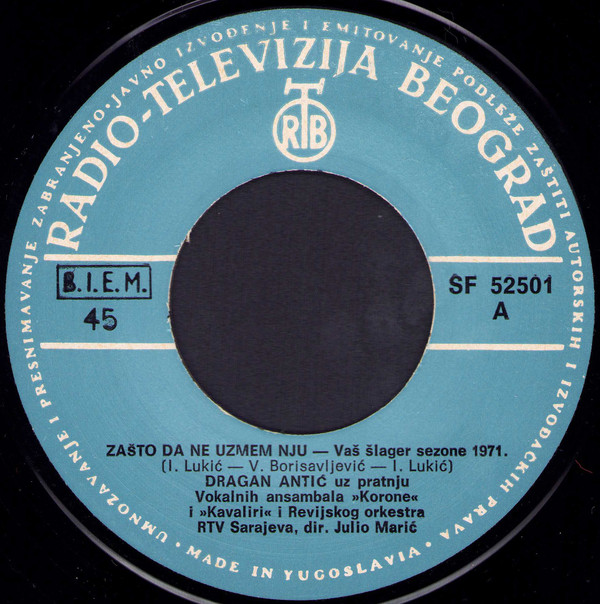 UMNOZAVANJE I PRESNIMAVANJE ZABRANJENO • JAVNO IZVOĐENJE I EMITOVANJE PODLEŽE ZAŠTITI AUTORSKIH I IZVOĐAČKIH PRAVA •
RADIO-TELEVIZIJA BEOGRAD
RTB
B.I.E.M.
45
SF 52501
A
ZAŠTO DA NE UZMEM NJU — Vaš šlager sezone 1971.
(I. Lukić — V. Borisavljević — I. Lukić)
DRAGAN ANTIĆ uz pratnju
Vokalnih ansambala »Korone«
i »Kavaliri« i Revijskog orkestra
RTV Sarajeva, dir. Julio Marić
• MADE IN YUGOSLAVIA •